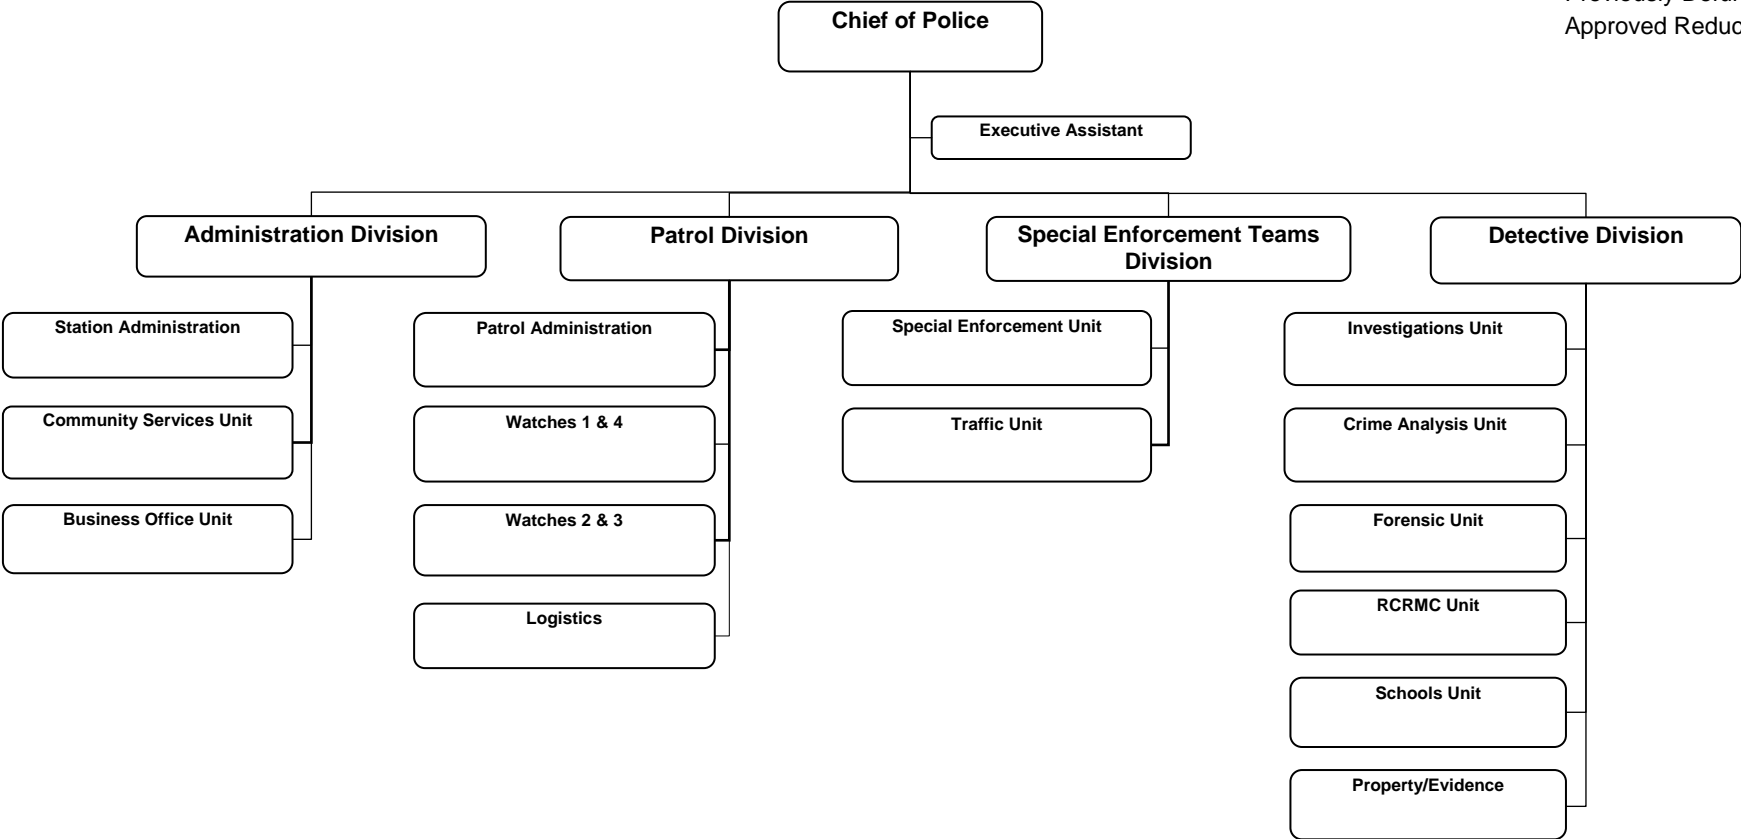 Chief of Police
Approved
Executive Assistant
Administration Division
Patrol Division
Special Enforcement Teams
Division
Detective Division
Station Administration
Patrol Administration
Special Enforcement Unit
Investigations Unit
Community Services Unit
Watches 1 & 4
Traffic Unit
Crime Analysis Unit
Business Office Unit
Watches 2 & 3
Forensic Unit
Logistics
RCRMC Unit
Schools Unit
Property/Evidence